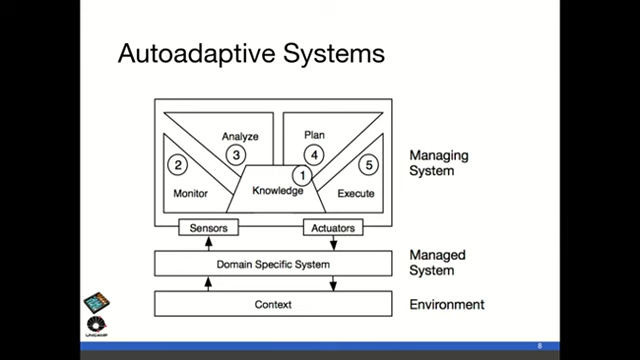 Autoadaptive Systems
Analyze
Plan
2
3
4
5
1
Monitor
Knowledge
Execute
Managing
System
Sensors
Actuators
Domain Specific System
Managed
System
Context
Environment
UNICAMP
8